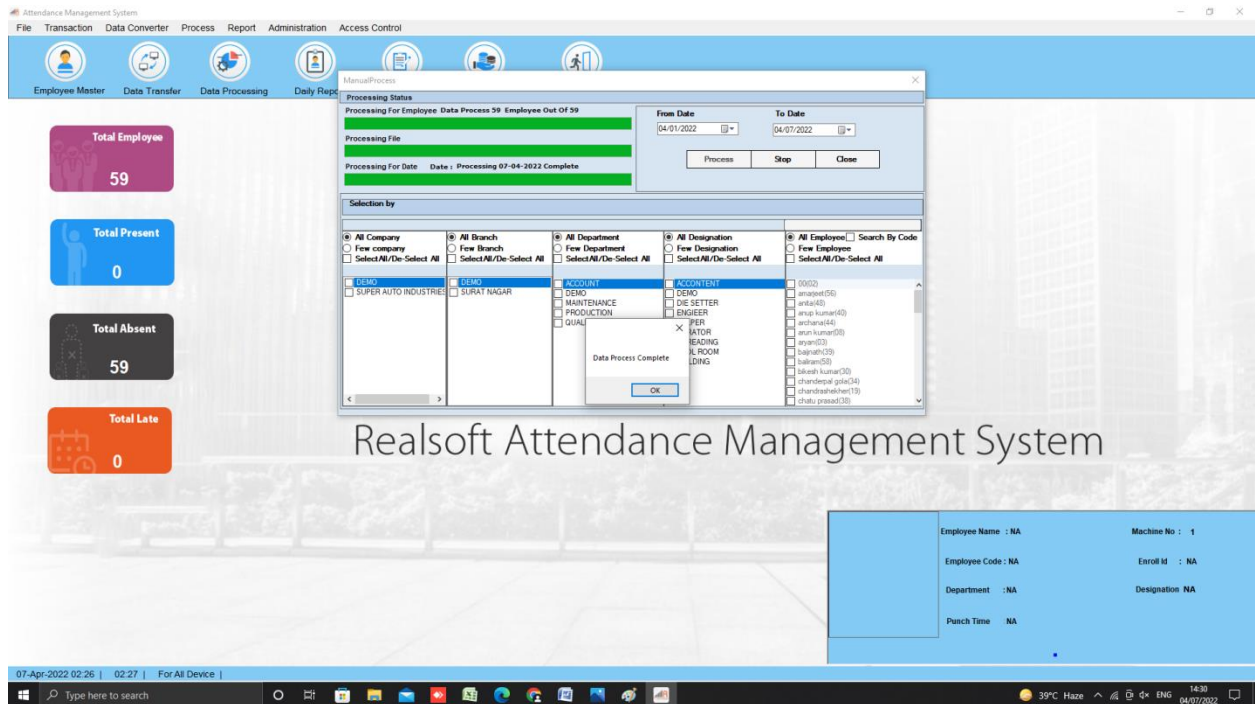 Attendance Management System
File Transaction Data Converter Process Report Administration Access Control
Employee Master Data Transfer Data Processing Daily Repo
ManualProcess
Processing Status
Processing For Employee Data Process 59 Employee Out Of 59
From Date To Date
04/01/2022 04/07/2022
Processing File
Process Stop Close
Processing For Date Date : Processing 07-04-2022 Complete
Selection by
All Company All Branch All Department All Designation All Employee Search By Code
Few company Few Branch Few Department Few Designation Few Employee
Select All/De-Select All Select All/De-Select All Select All/De-Select All Select All/De-Select All Select All/De-Select All
DEMO DEMO ACCOUNT ACCONTENT 00(02)
SUPER AUTO INDUSTRIES SURAT NAGAR DEMO DEMO amarjeet(56)
MAINTENANCE DIE SETTER anita(48)
PRODUCTION ENGIEER anup kumar(40)
QUAL PER archana(44)
RATOR arun kumar(08)
READING aryan(03)
OL ROOM bajnath(39)
LDING baliram(58)
bikesh kumar(30)
chanderpal gola(34)
chandrashekher(19)
chatu prasad(38)
Data Process Complete
OK
Total Employee
59
Total Present
0
Total Absent
59
Total Late
0
Realsoft Attendance Management System
Employee Name : NA Machine No : 1
Employee Code : NA Enroll Id : NA
Department :NA Designation NA
Punch Time NA
07-Apr-2022 02:26 | 02:27 | For All Device |
Type here to search
39°C Haze ENG 14:30
04/07/2022